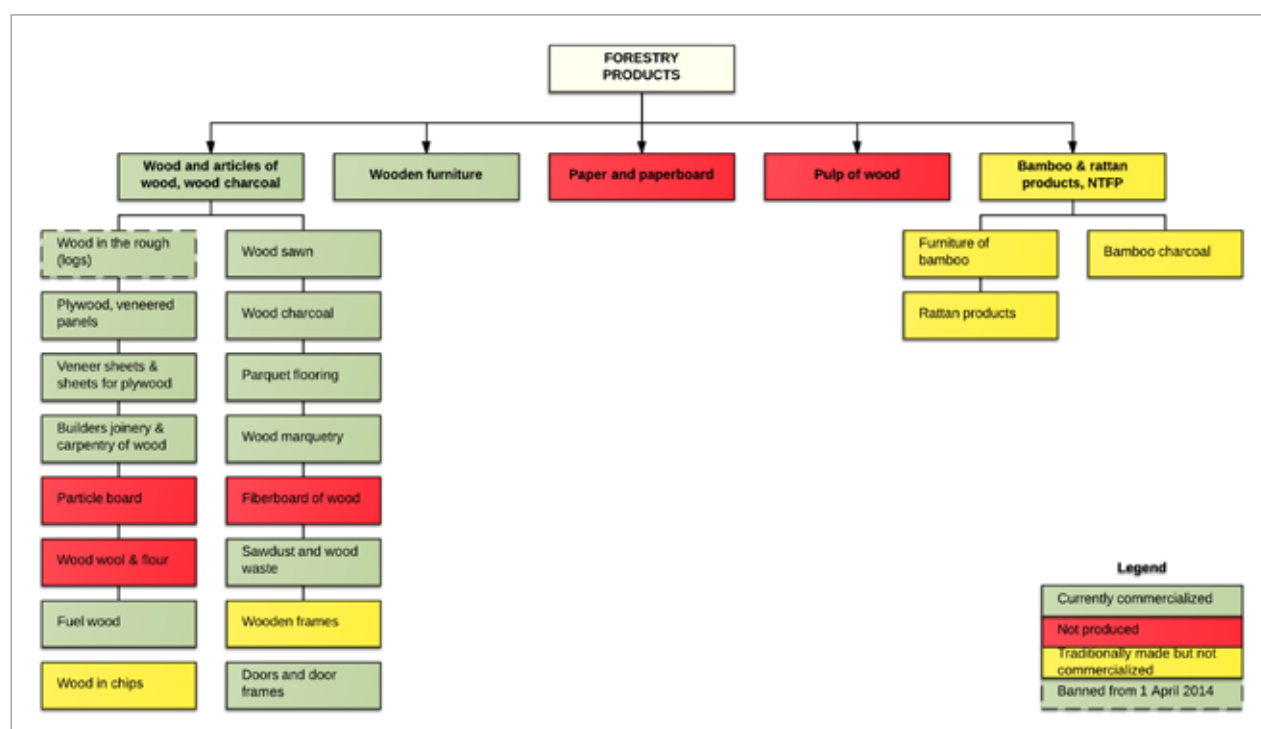 FORESTRY
PRODUCTS
Wood and articles of
wood, wood charcoal
Wooden furniture
Paper and paperboard
Pulp of wood
Bamboo & rattan
products, NTFP
Wood in the rough
(logs)
Wood sawn
Furniture of
bamboo
Bamboo charcoal
Plywood, veneered
panels
Wood charcoal
Rattan products
Veneer sheets &
sheets for plywood
Parquet flooring
Builders joinery &
carpentry of wood
Wood marquetry
Particle board
Fiberboard of wood
Wood wool & flour
Sawdust and wood
waste
Fuel wood
Wooden frames
Wood in chips
Doors and door
frames
Legend
Currently commercialized
Not produced
Traditionally made but not
commercialized
Banned from 1 April 2014